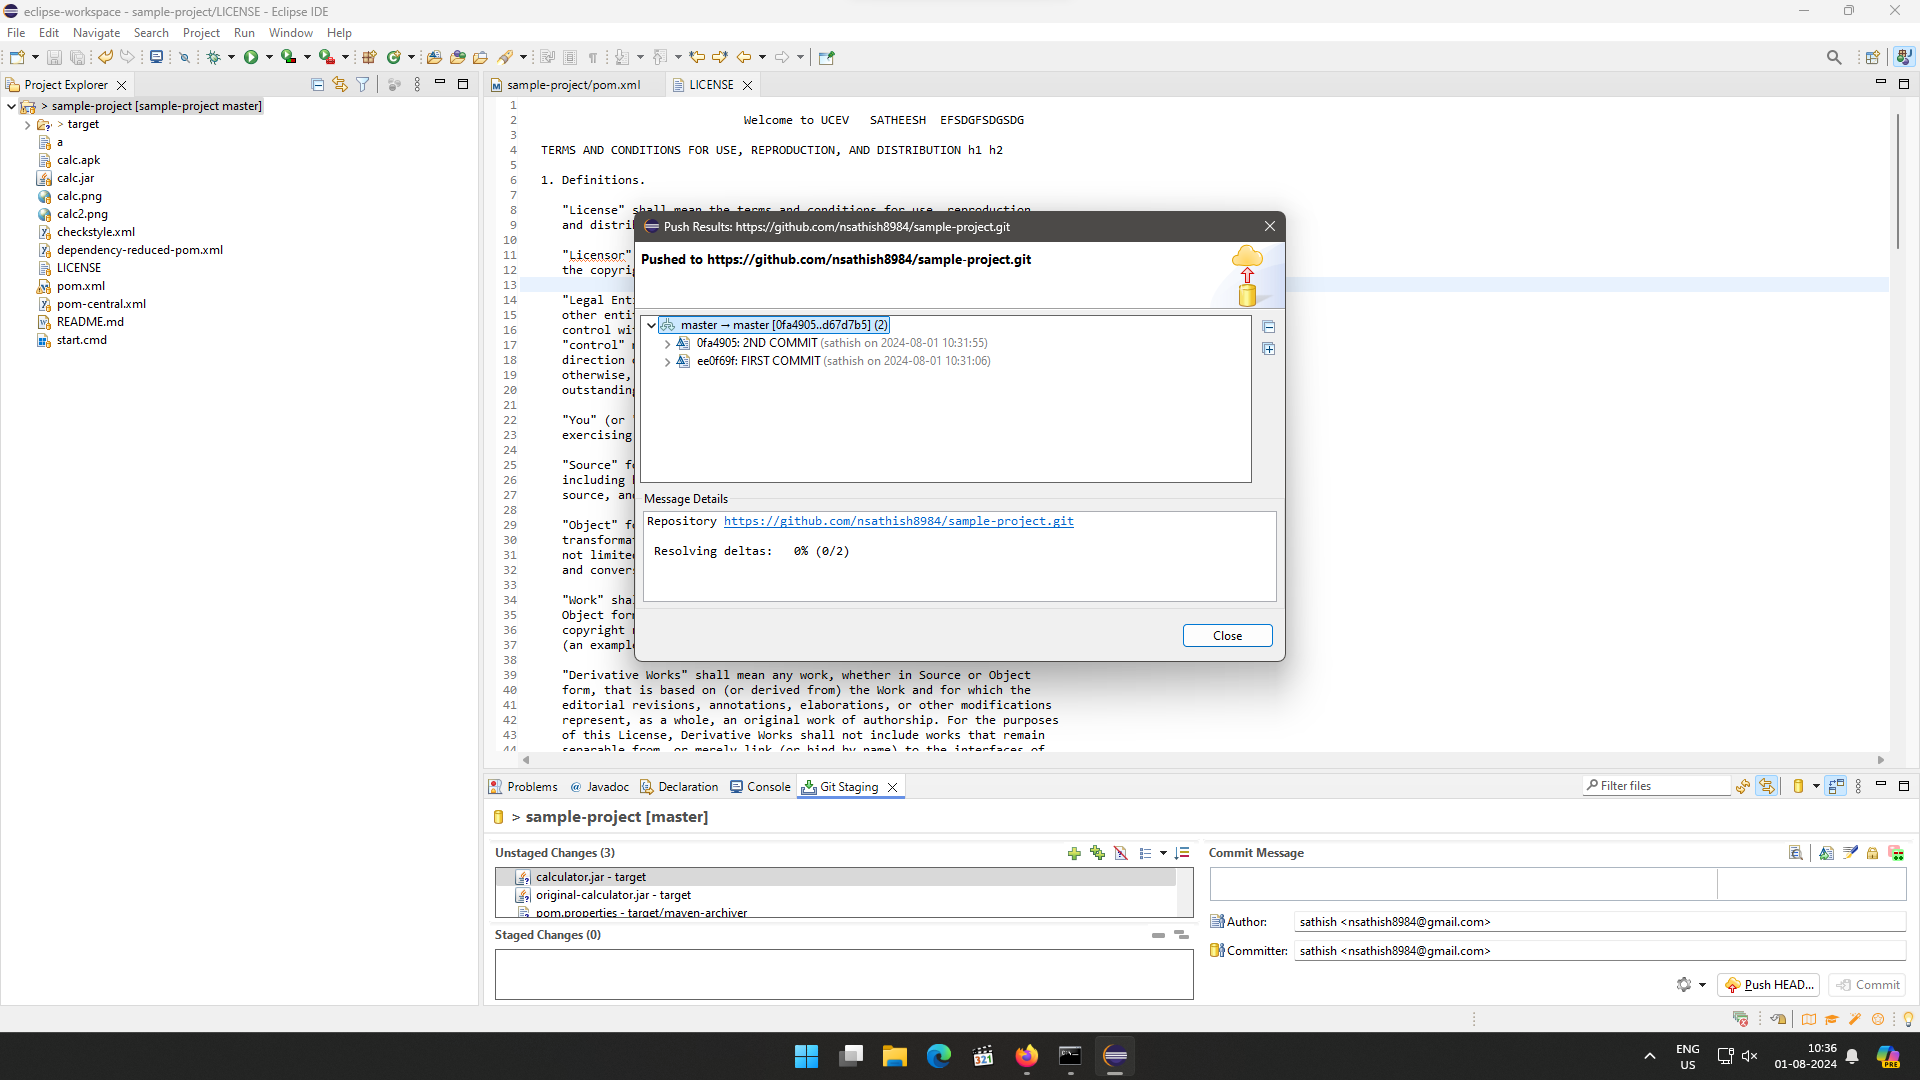 eclipse-workspace - sample-project/LICENSE - Eclipse IDE
File Edit Navigate Search Project Run Window Help
Project Explorer
> sample-project [sample-project master]
> target
a
calc.apk
calc.jar
calc.png
calc2.png
checkstyle.xml
dependency-reduced-pom.xml
LICENSE
pom.xml
pom-central.xml
README.md
start.cmd
sample-project/pom.xml
LICENSE
1
2 Welcome to UCEV SATHEESH EFSDGFSDGSDG
3
4 TERMS AND CONDITIONS FOR USE, REPRODUCTION, AND DISTRIBUTION h1 h2
5
6 1. Definitions.
7
8 "License" shall mean the terms and conditions for use, reproduction,
9 and distri
10
11 "Licensor"
12 the copyrig
13
14 "Legal Ent
15 other enti
16 control wi
17 "control"
18 direction
19 otherwise,
20 outstanding
21
22 "You" (or
23 exercising
24
25 "Source" f
26 including
27 source, an
28
29 "Object" f
30 transforma
31 not limited
32 and conver
33
34 "Work" sha
35 Object for
36 copyright
37 (an example
38
39 "Derivative Works" shall mean any work, whether in Source or Object
40 form, that is based on (or derived from) the Work and for which the
41 editorial revisions, annotations, elaborations, or other modifications
42 represent, as a whole, an original work of authorship. For the purposes
43 of this License, Derivative Works shall not include works that remain
44 separable from, or merely link (or bind by name) to the interfaces of
Push Results: https://github.com/nsathish8984/sample-project.git
Pushed to https://github.com/nsathish8984/sample-project.git
master → master [0fa4905..d67d7b5] (2)
0fa4905: 2ND COMMIT (sathish on 2024-08-01 10:31:55)
ee0f69f: FIRST COMMIT (sathish on 2024-08-01 10:31:06)
Message Details
Repository https://github.com/nsathish8984/sample-project.git
Resolving deltas: 0% (0/2)
Close
Problems @ Javadoc Declaration Console Git Staging
Filter files
> sample-project [master]
Unstaged Changes (3)
calculator.jar - target
original-calculator.jar - target
pom.properties - target/maven-archiver
Staged Changes (0)
Commit Message
Author: sathish <nsathish8984@gmail.com>
Committer: sathish <nsathish8984@gmail.com>
Push HEAD...
Commit
321
ENG
US
10:36
01-08-2024
PRE